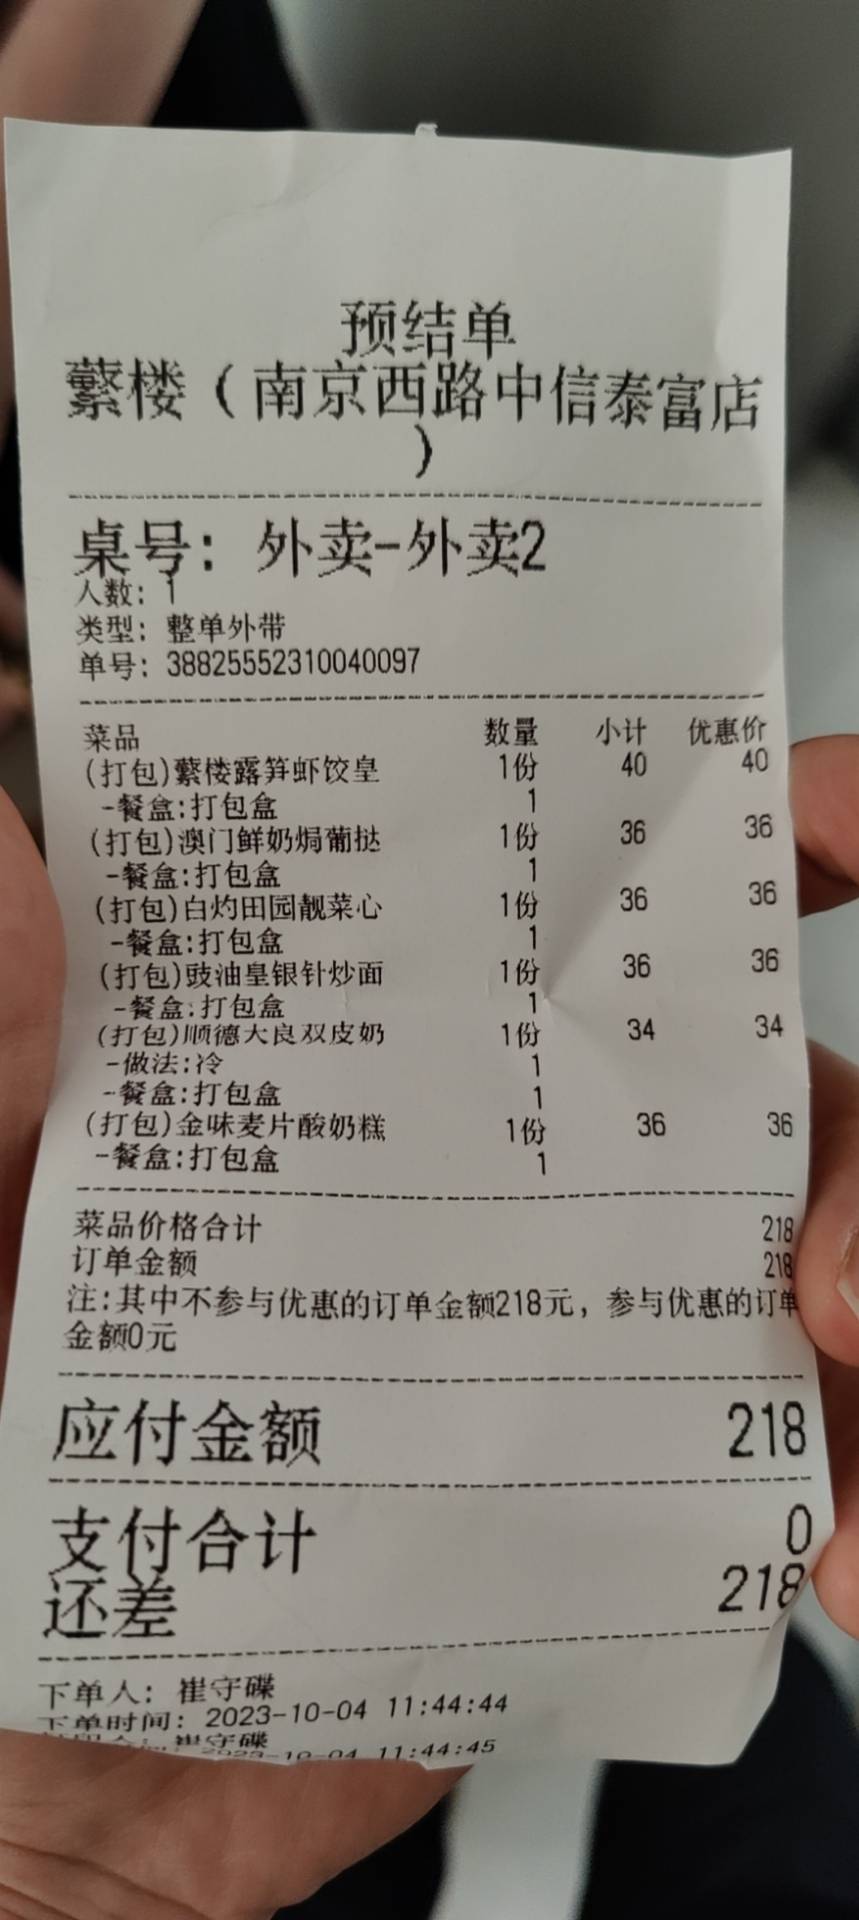 预结单
蘩楼（南京西路中信泰富店
）
桌号：外卖-外卖2
人数：1
类型：整单外带
单号：388255552310040097
菜品 数量 小计 优惠价
(打包)蘩楼露笋虾饺皇 1份 40 40
-餐盒:打包盒 1
(打包)澳门鲜奶焗葡挞 1份 36 36
-餐盒:打包盒 1
(打包)白灼田园靓菜心 1份 36 36
-餐盒:打包盒 1
(打包)豉油皇银针炒面 1份 36 36
-餐盒:打包盒 1
(打包)顺德大良双皮奶 1份 34 34
-做法:冷 1
-餐盒:打包盒 1
(打包)金味麦片酸奶糕 1份 36 36
-餐盒:打包盒 1
菜品价格合计 218
订单金额 218
注:其中不参与优惠的订单金额218元，参与优惠的订单
金额0元
应付金额 218
支付合计 0
还差 218
下单人：崔守碟
下单时间：2023-10-04 11:44:44
崔守碟
2023-10-04 11:44:45